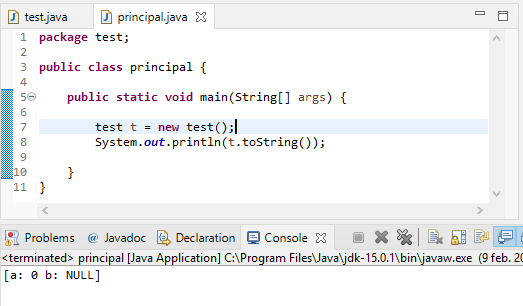 test.java
principal.java
1 package test;
2
3 public class principal {
4
5 public static void main(String[] args) {
6
7 test t = new test();
8 System.out.println(t.toString());
9
10 }
11 }
Problems @ Javadoc Declaration Console
<terminated> principal [Java Application] C:\Program Files\Java\jdk-15.0.1\bin\javaw.exe (9 feb. 20
[a: 0 b: NULL]